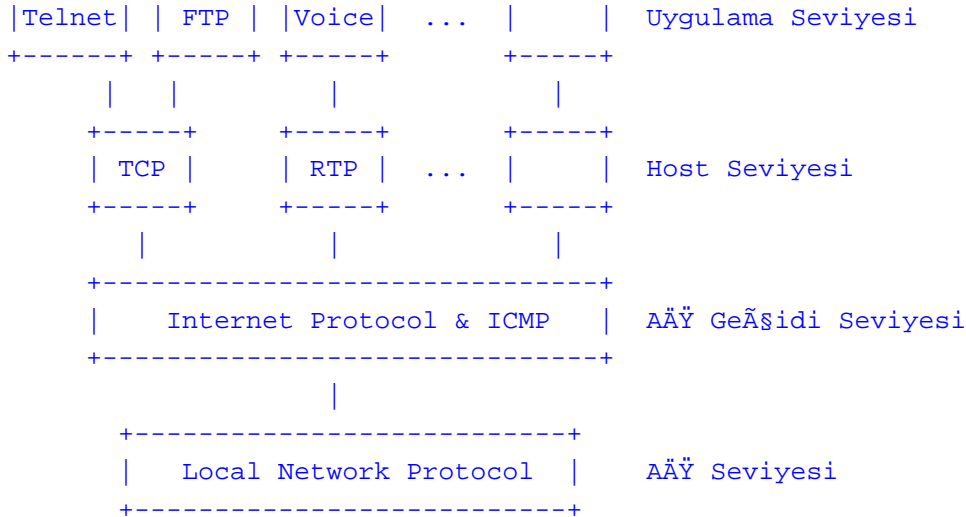 |Telnet| | FTP | |Voice| ... | | Uygulama Seviyesi
+------+ +-----+ +-----+ +-----+
| | | |
+-----+ +-----+ +-----+
| TCP | | RTP | ... | | Host Seviyesi
+-----+ +-----+ +-----+
| | |
+-------------------------------+
| Internet Protocol & ICMP | AÄŸ GeÃ§idi Seviyesi
+-------------------------------+
|
+---------------------------+
| Local Network Protocol | AÄŸ Seviyesi
+---------------------------+